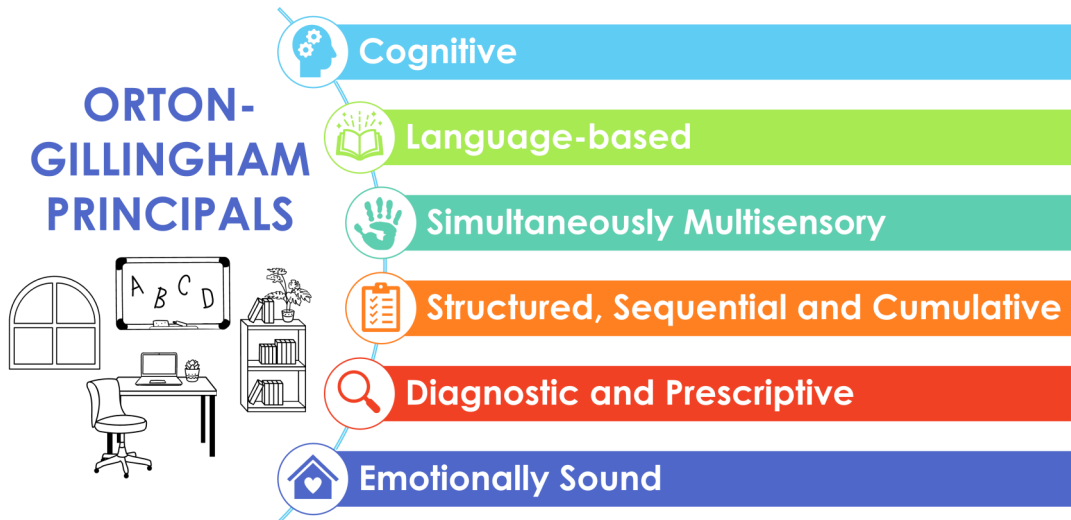 ORTON-
GILLINGHAM
PRINCIPALS
A B C D
Cognitive
Language-based
Simultaneously Multisensory
Structured, Sequential and Cumulative
Diagnostic and Prescriptive
Emotionally Sound